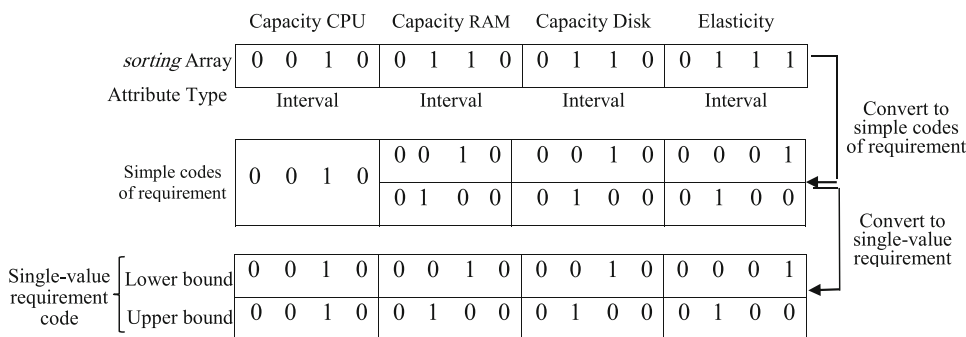 Capacity CPU Capacity RAM Capacity Disk Elasticity
sorting Array 0 0 1 0 0 1 1 0 0 1 1 0 0 1 1 1
Attribute Type Interval Interval Interval Interval
Convert to
simple codes
of requirement
Simple codes
of requirement
0 0 1 0
0 0 1 0 0 0 1 0 0 0 0 1
0 1 0 0 0 1 0 0 0 1 0 0
Convert to
single-value
requirement
Single-value
requirement
code
Lower bound 0 0 1 0 0 0 1 0 0 0 1 0 0 0 0 1
Upper bound 0 0 1 0 0 1 0 0 0 1 0 0 0 1 0 0